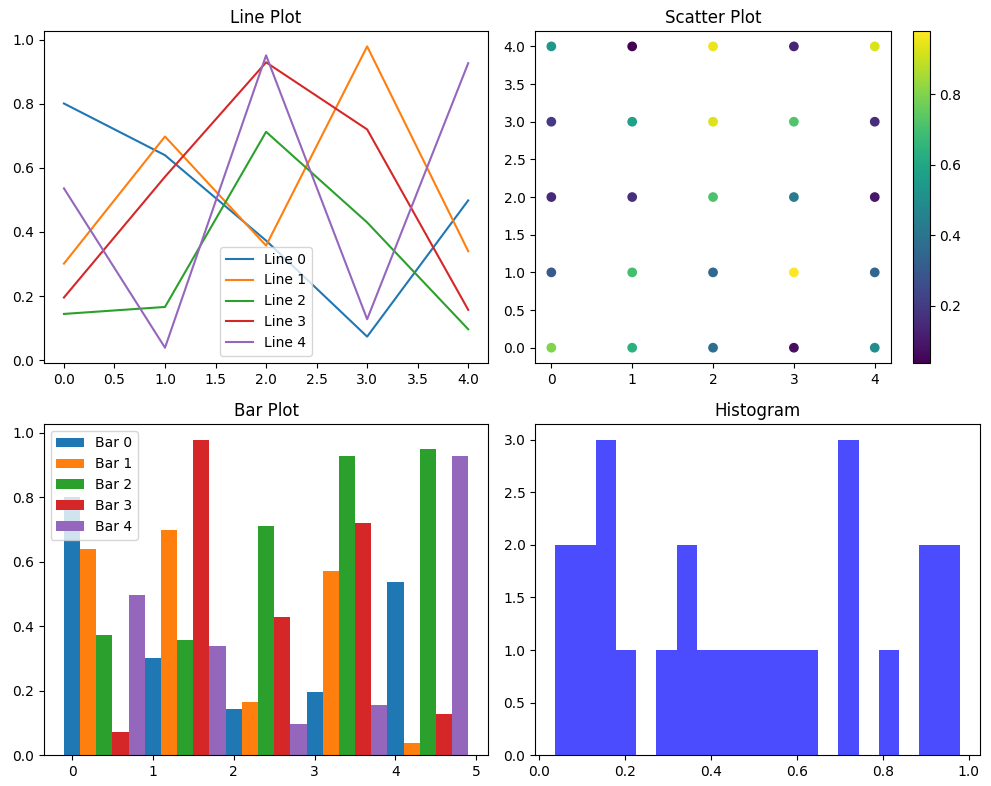 Line Plot
1.0
0.8
0.6
0.4
0.2
0.0
Line 0
Line 1
Line 2
Line 3
Line 4
0.0 0.5 1.0 1.5 2.0 2.5 3.0 3.5 4.0
Scatter Plot
4.0
3.5
3.0
2.5
2.0
1.5
1.0
0.5
0.0
0 1 2 3 4
0.8
0.6
0.4
0.2
Bar Plot
1.0
0.8
0.6
0.4
0.2
0.0
Bar 0
Bar 1
Bar 2
Bar 3
Bar 4
0 1 2 3 4 5
Histogram
3.0
2.5
2.0
1.5
1.0
0.5
0.0
0.0 0.2 0.4 0.6 0.8 1.0